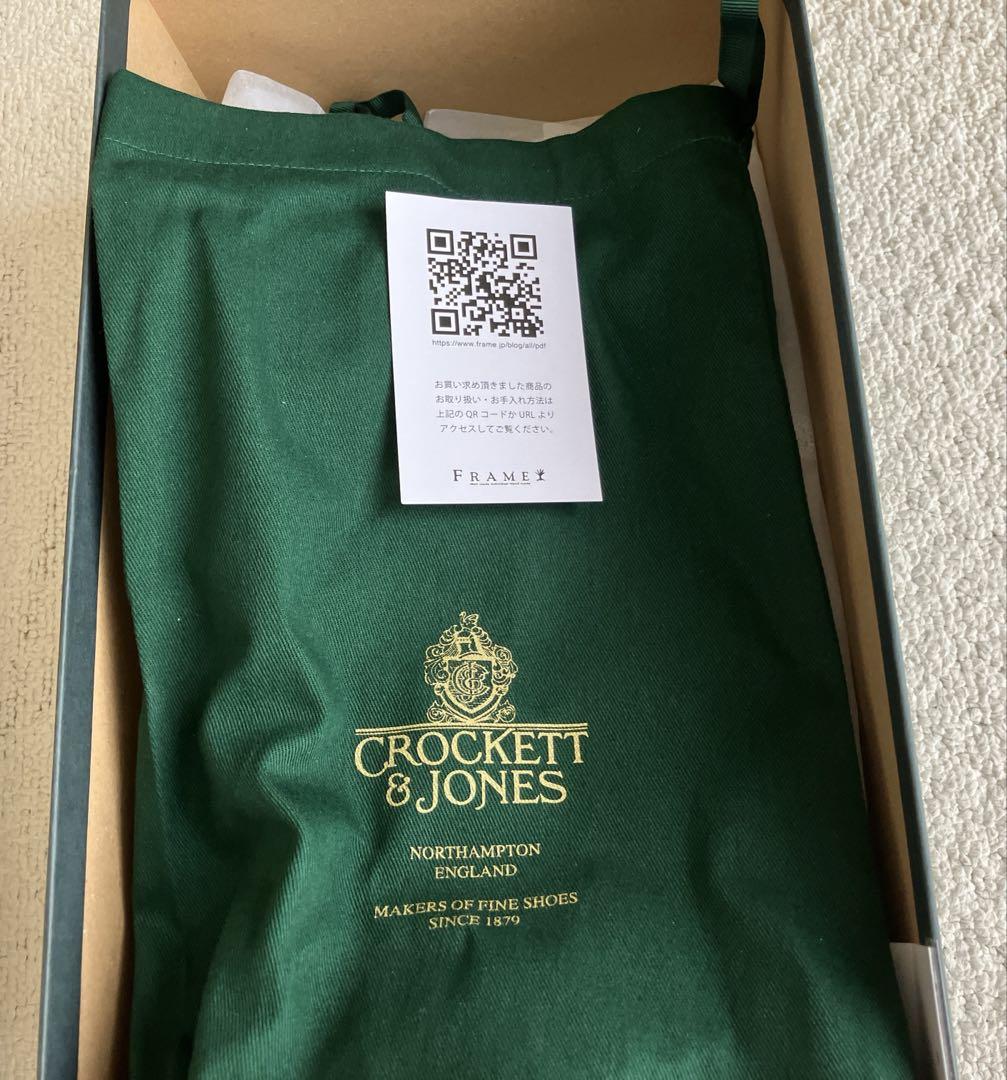 https://www.frame.jp/blog/all/pdf
お買い求め頂きました商品の
お取り扱い・お手入れ方法は
上記の QR コードか URL より
アクセスしてご覧ください。
FRAME
CROCKETT
& JONES
NORTHAMPTON
ENGLAND
MAKERS OF FINE SHOES
SINCE 1879